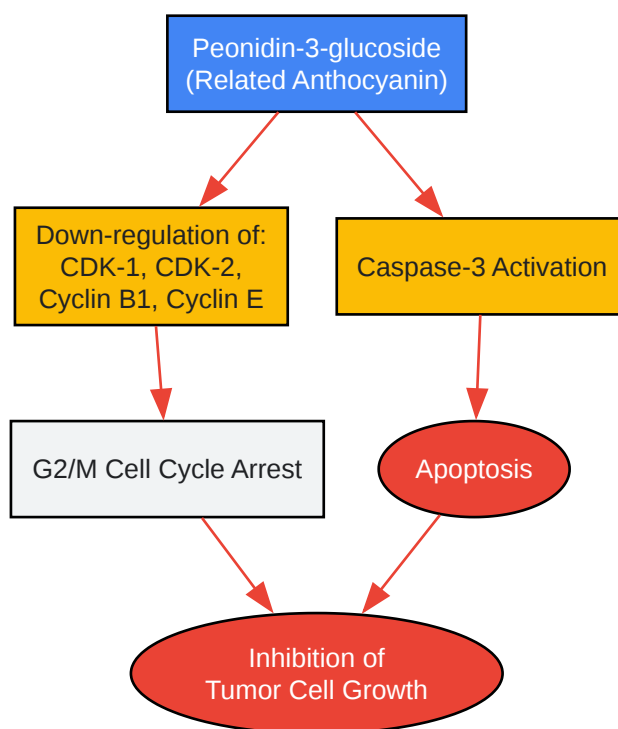 Peonidin-3-glucoside
(Related Anthocyanin)
Down-regulation of:
CDK-1, CDK-2,
Cyclin B1, Cyclin E
Caspase-3 Activation
G2/M Cell Cycle Arrest
Apoptosis
Inhibition of
Tumor Cell Growth